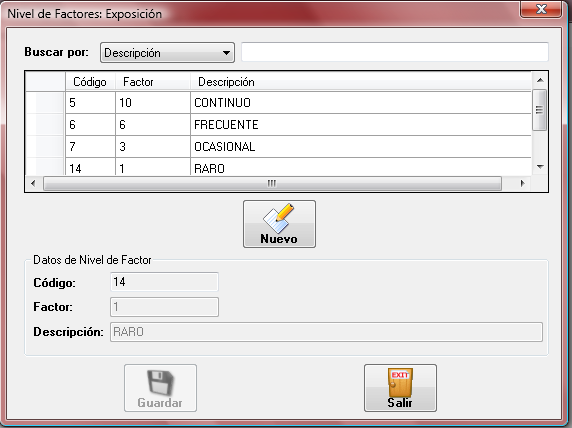 Nivel de Factores: Exposición
Buscar por: Descripción
Código Factor Descripción
5 10 CONTINUO
6 6 FRECUENTE
7 3 OCASIONAL
14 1 RARO
Nuevo
Datos de Nivel de Factor
Código: 14
Factor: 1
Descripción: RARO
EXIT
Guardar Salir